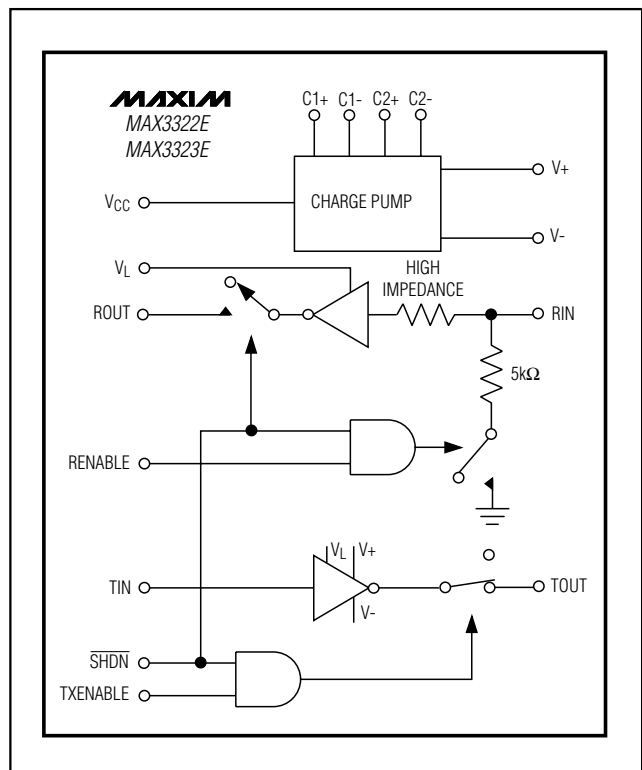 MAXIM
MAX3322E
MAX3323E
C1+ C1- C2+ C2-
CHARGE PUMP
V+
VCC
V-
VL
HIGH
IMPEDANCE
ROUT
RIN
5kΩ
RENABLE
VL V+
TIN
TOUT
V-
SHDN
TXENABLE